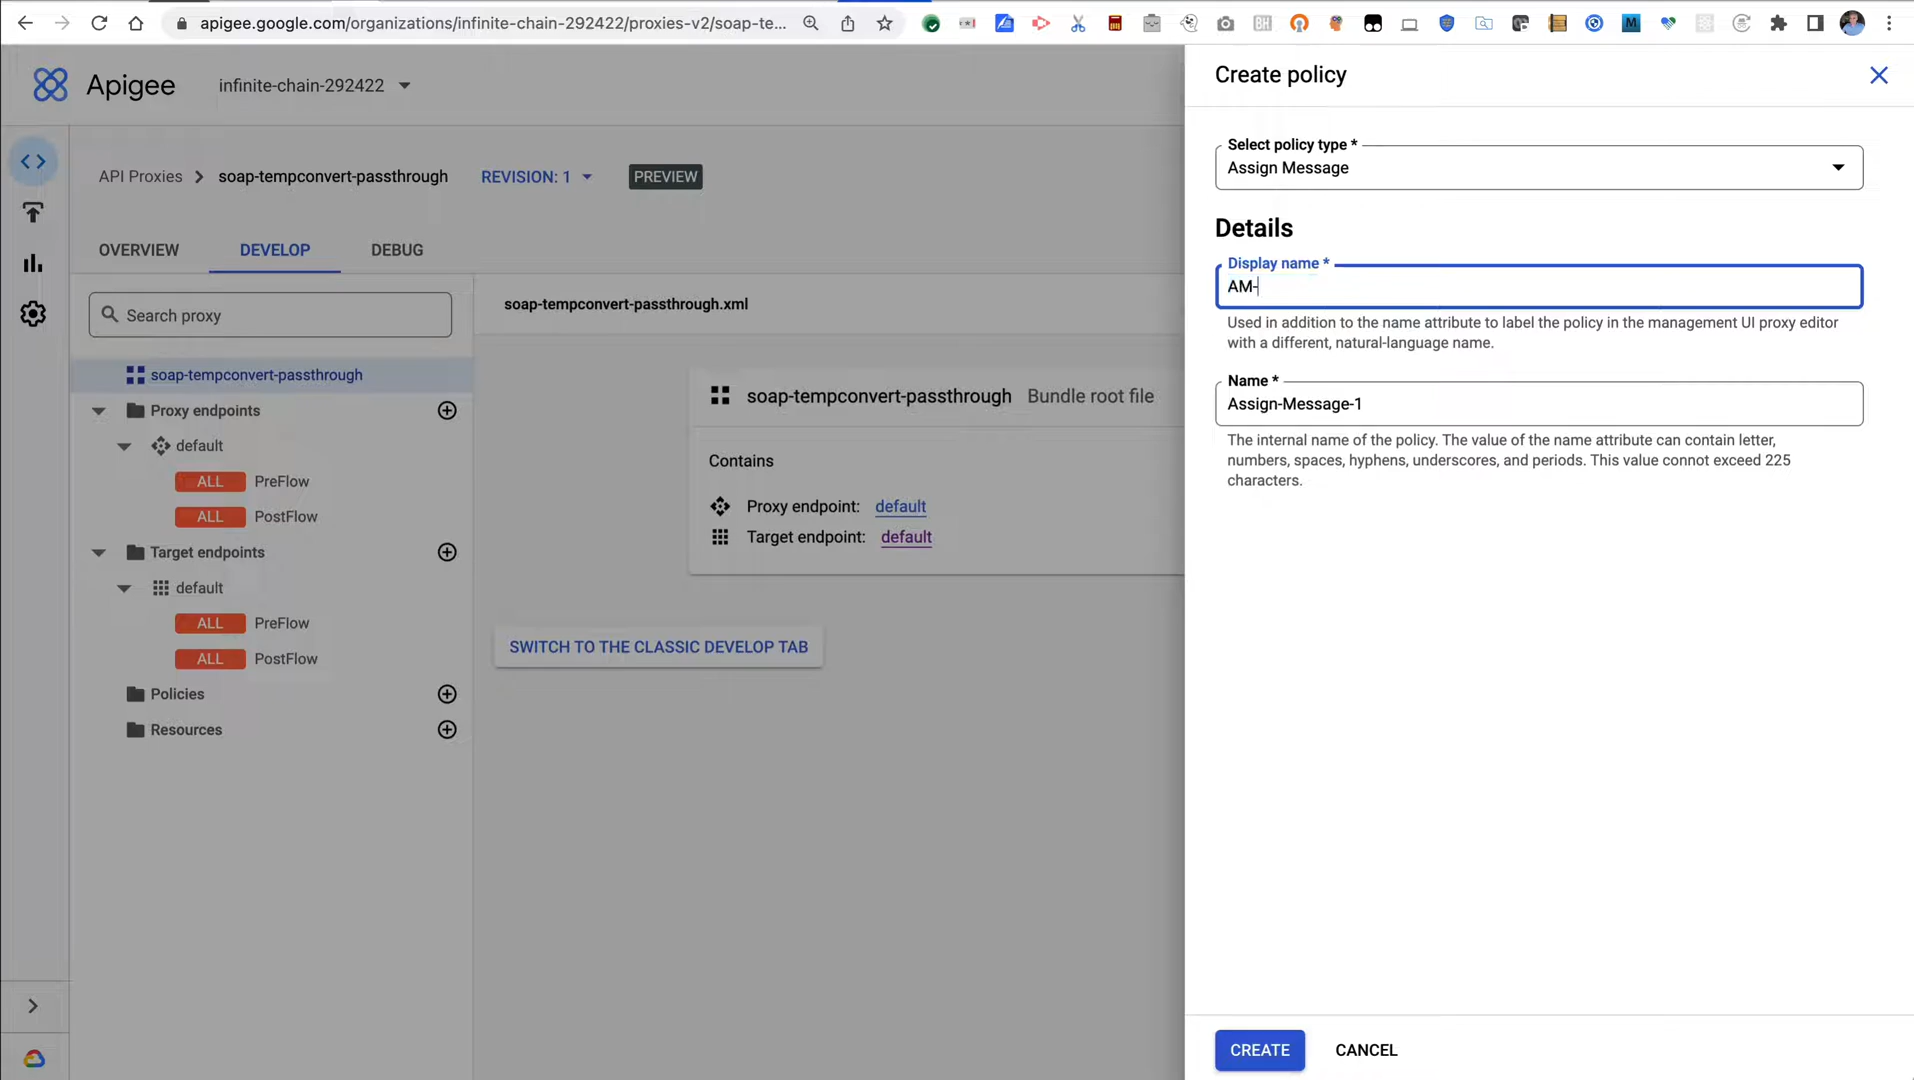 apigee.google.com/organizations/infinite-chain-292422/proxies-v2/soap-te...
Apigee
infinite-chain-292422
API Proxies
soap-tempconvert-passthrough
REVISION: 1
PREVIEW
OVERVIEW
DEVELOP
DEBUG
Search proxy
soap-tempconvert-passthrough
Proxy endpoints
default
ALL PreFlow
ALL PostFlow
Target endpoints
default
ALL PreFlow
ALL PostFlow
Policies
Resources
soap-tempconvert-passthrough.xml
soap-tempconvert-passthrough Bundle root file
Contains
Proxy endpoint: default
Target endpoint: default
SWITCH TO THE CLASSIC DEVELOP TAB
Create policy
Select policy type *
Assign Message
Details
Display name *
AM-
Used in addition to the name attribute to label the policy in the management UI proxy editor
with a different, natural-language name.
Name *
Assign-Message-1
The internal name of the policy. The value of the name attribute can contain letter,
numbers, spaces, hyphens, underscores, and periods. This value connot exceed 225
characters.
CREATE
CANCEL